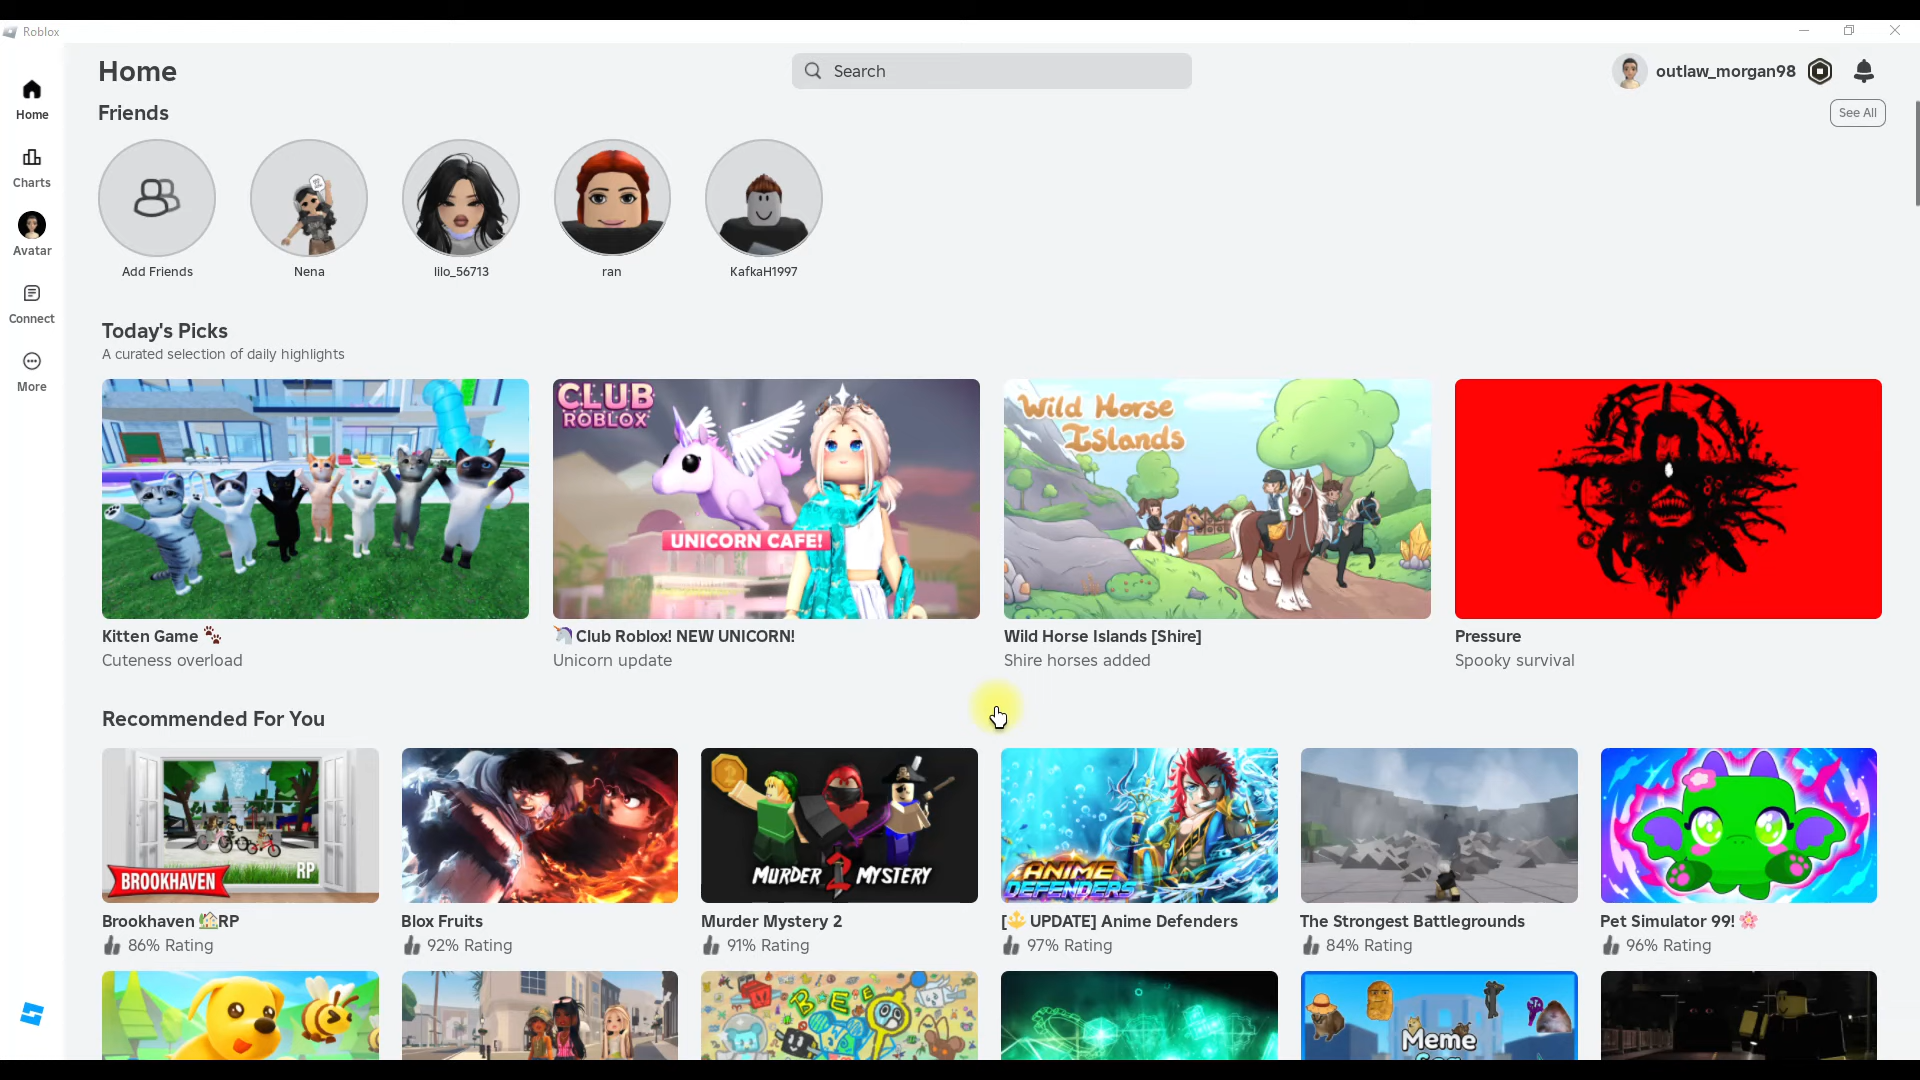 Roblox
Home
Search
outlaw_morgan98
Home
Charts
Avatar
Connect
More
Friends
See All
Add Friends
Nena
lilo_56713
ran
KafkaH1997
Today's Picks
A curated selection of daily highlights
CLUB
ROBLOX
UNICORN CAFE!
Wild Horse
Islands
Kitten Game 🐾
Cuteness overload
🦄 Club Roblox! NEW UNICORN!
Unicorn update
Wild Horse Islands [Shire]
Shire horses added
Pressure
Spooky survival
Recommended For You
BROOKHAVEN
RP
2
MURDER MYSTERY
ANIME
DEFENDERS
Brookhaven 🏡RP
86% Rating
Blox Fruits
92% Rating
Murder Mystery 2
91% Rating
[🔱 UPDATE] Anime Defenders
97% Rating
The Strongest Battlegrounds
84% Rating
Pet Simulator 99! 🌸
96% Rating
BEE
Meme